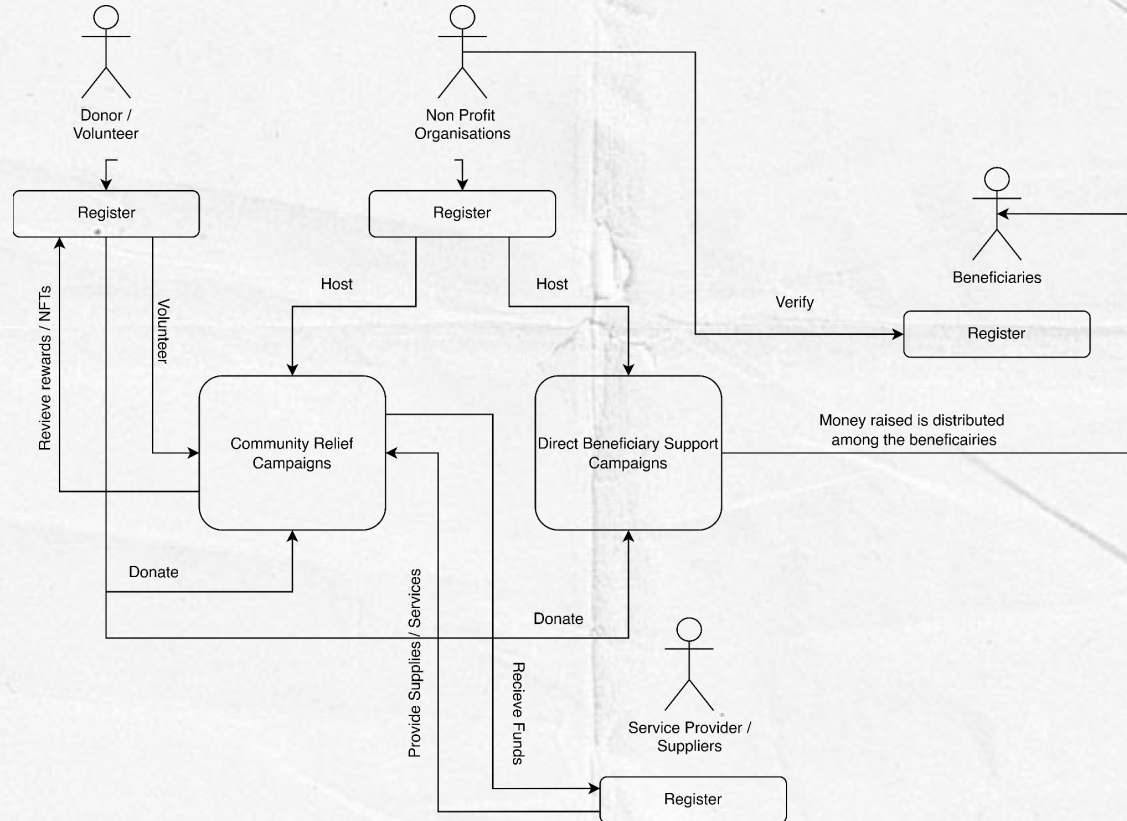 Donor /
Volunteer
Non Profit
Organisations
Register
Register
Beneficiaries
Host
Host
Verify
Register
Revieve rewards / NFTs
Volunteer
Community Relief
Campaigns
Direct Beneficiary Support
Campaigns
Money raised is distributed
among the beneficairies
Donate
Donate
Provide Supplies / Services
Recieve Funds
Service Provider /
Suppliers
Register